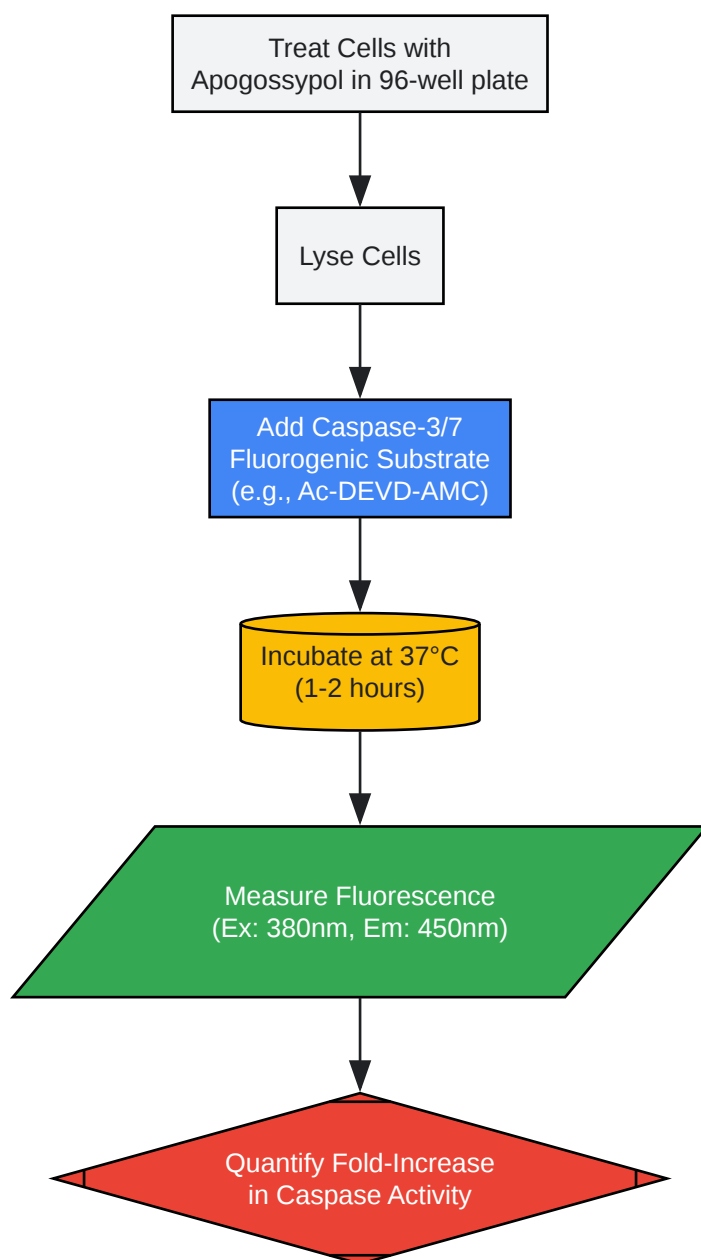 Treat Cells with
Apogossypol in 96-well plate
Lyse Cells
Add Caspase-3/7
Fluorogenic Substrate
(e.g., Ac-DEVD-AMC)
Incubate at 37°C
(1-2 hours)
Measure Fluorescence
(Ex: 380nm, Em: 450nm)
Quantify Fold-Increase
in Caspase Activity